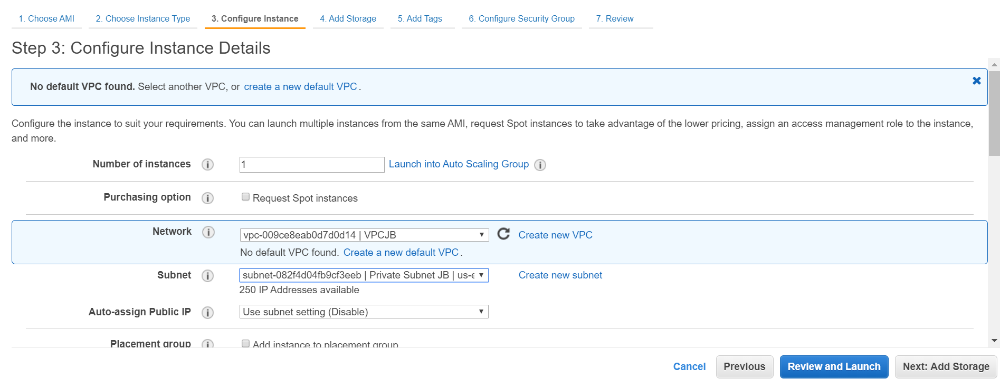 1. Choose AMI 2. Choose Instance Type 3. Configure Instance 4. Add Storage 5. Add Tags 6. Configure Security Group 7. Review
Step 3: Configure Instance Details
No default VPC found. Select another VPC, or create a new default VPC.
Configure the instance to suit your requirements. You can launch multiple instances from the same AMI, request Spot instances to take advantage of the lower pricing, assign an access management role to the instance,
and more.
Number of instances i 1 Launch into Auto Scaling Group i
Purchasing option i Request Spot instances
Network i vpc-009ce8eab0d7d0d14 | VPCJB Create new VPC
No default VPC found. Create a new default VPC.
Subnet i subnet-082f4d04fb9cf3eeb | Private Subnet JB | us-e Create new subnet
250 IP Addresses available
Auto-assign Public IP i Use subnet setting (Disable)
Placement group i Add instance to placement group
Cancel Previous Review and Launch Next: Add Storage